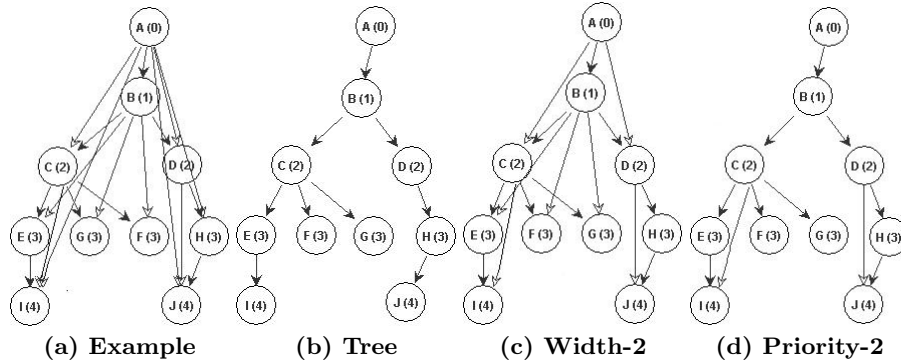 A (0)
B (1)
C (2)
D (2)
E (3)
G (3)
F (3)
H (3)
I (4)
J (4)
(a) Example
A (0)
B (1)
C (2)
D (2)
E (3)
F (3)
G (3)
H (3)
I (4)
J (4)
(b) Tree
A (0)
B (1)
C (2)
D (2)
E (3)
F (3)
G (3)
H (3)
I (4)
J (4)
(c) Width-2
A (0)
B (1)
C (2)
D (2)
E (3)
F (3)
G (3)
H (3)
I (4)
J (4)
(d) Priority-2